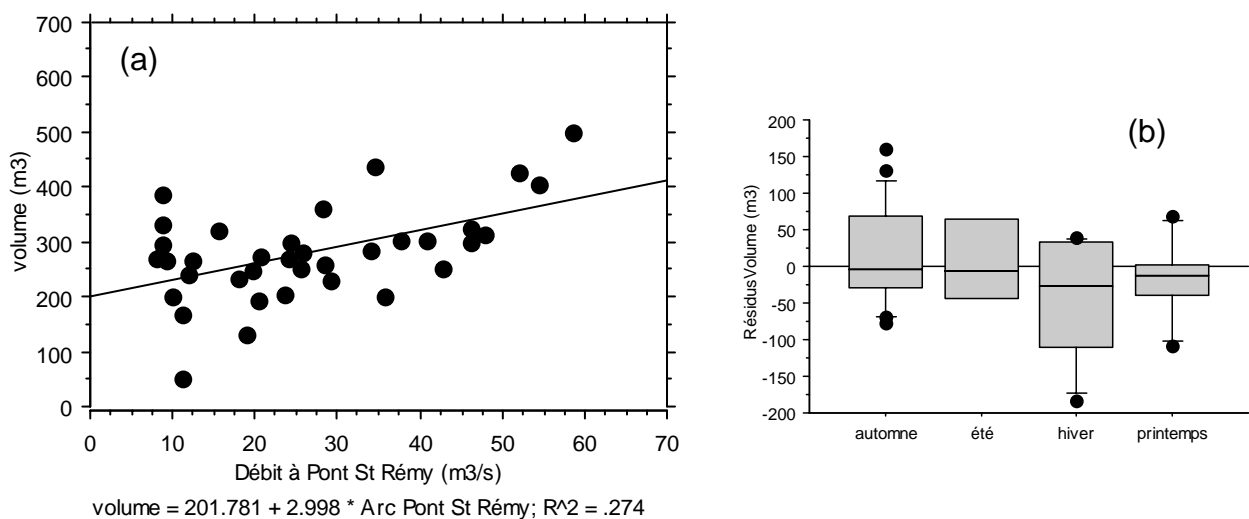 (a)
700
600
500
400
300
200
100
0
volume (m3)
0 10 20 30 40 50 60 70
Débit à Pont St Rémy (m3/s)
volume = 201.781 + 2.998 * Arc Pont St Rémy; R^2 = .274
(b)
200
150
100
50
0
-50
-100
-150
-200
RésidusVolume (m3)
automne été hiver printemps